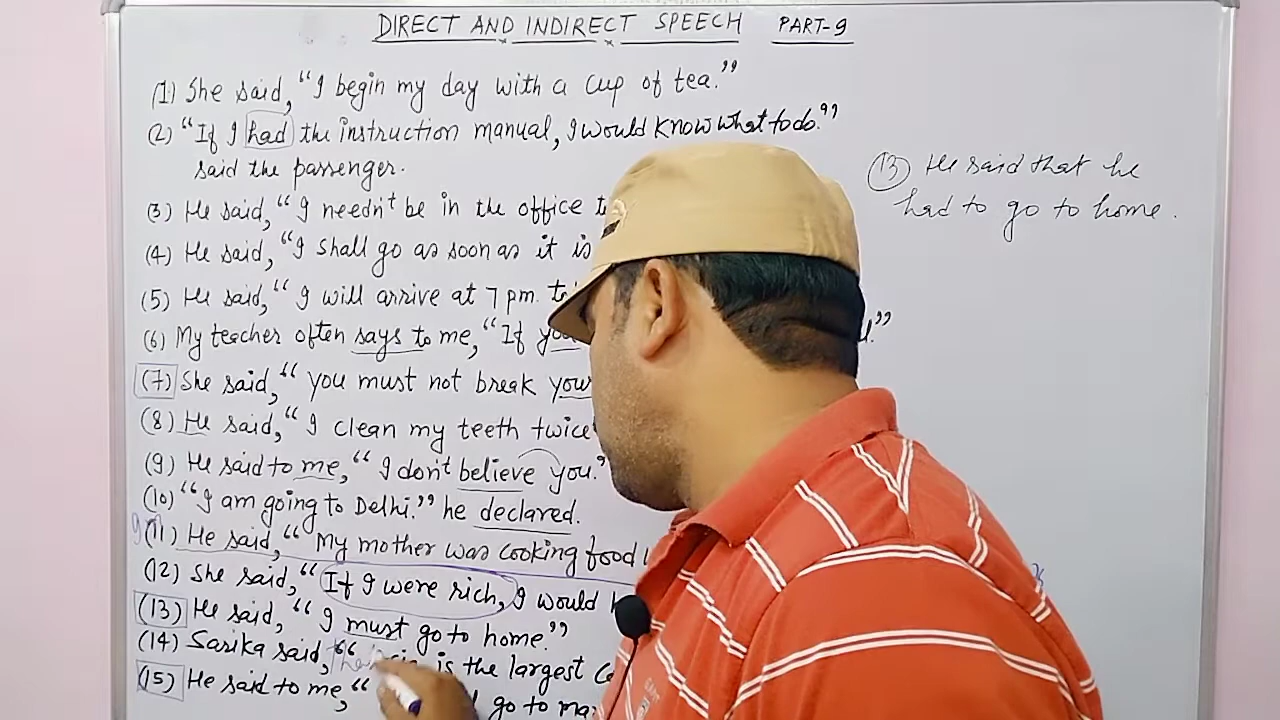 DIRECT AND INDIRECT SPEECH PART-9
(1) She said, “I begin my day with a cup of tea.”
(2) “If I had the instruction manual, I would know what to do.”
said the passenger.
(3) He said, “I needn't be in the office
(4) He said, “I shall go as soon as it is
(5) He said, “I will arrive at 7 pm.
(6) My teacher often says to me, “If
(7) She said, “you must not break your
(8) He said, “I clean my teeth twice
(9) He said to me, “I don't believe you.”
(10) “I am going to Delhi.” he declared.
(11) He said, “My mother was cooking food
(12) She said, “If I were rich, I would
(13) He said, “I must go to home.”
(14) Sarika said, “ is the largest
(15) He said to me, “ go to
(13) He said that he
had to go to home.